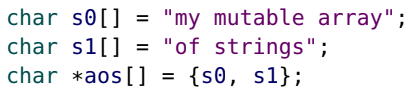 char s0[] = "my mutable array";
char s1[] = "of strings";
char *aos[] = {s0, s1};